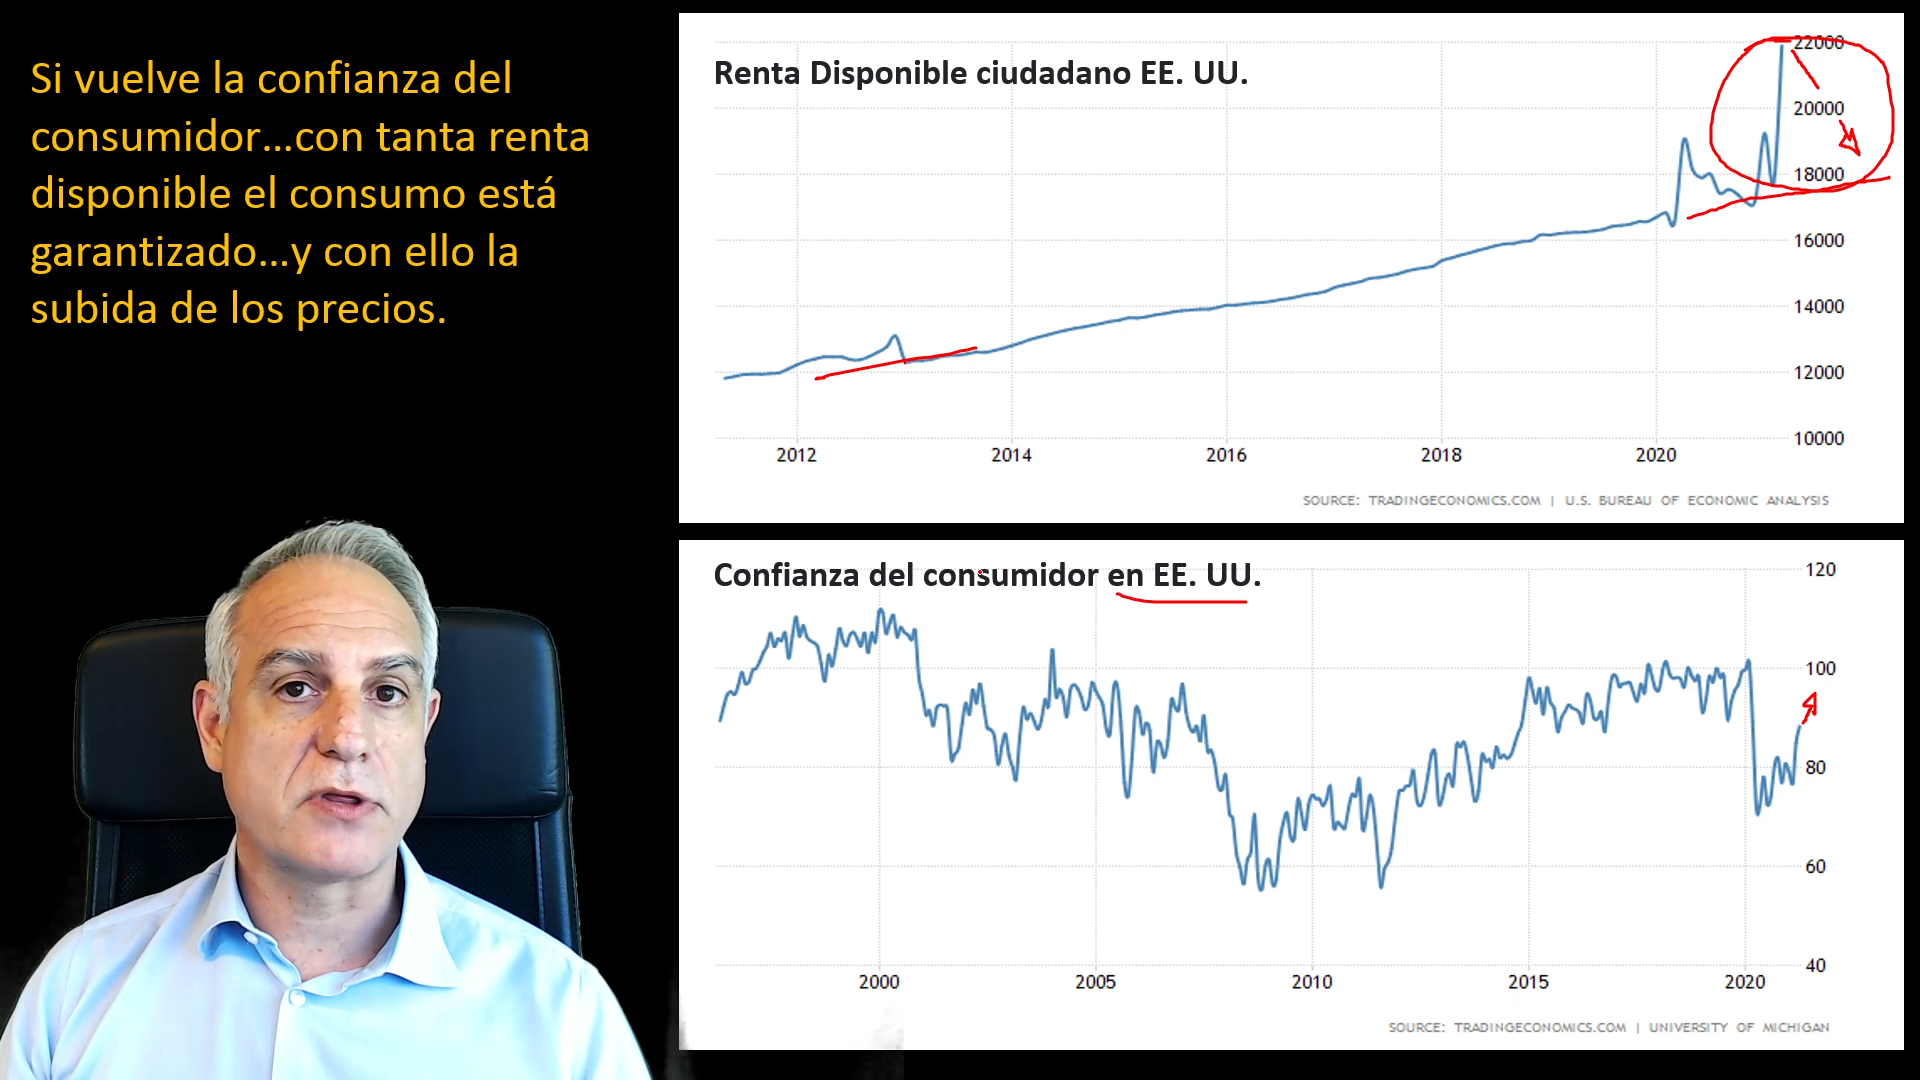 Si vuelve la confianza del
consumidor...con tanta renta
disponible el consumo está
garantizado...y con ello la
subida de los precios.
Renta Disponible ciudadano EE. UU.
22000
20000
18000
16000
14000
12000
10000
2012 2014 2016 2018 2020
SOURCE: TRADINGECONOMICS.COM | U.S. BUREAU OF ECONOMIC ANALYSIS
Confianza del consumidor en EE. UU.
120
100
80
60
40
2000 2005 2010 2015 2020
SOURCE: TRADINGECONOMICS.COM | UNIVERSITY OF MICHIGAN